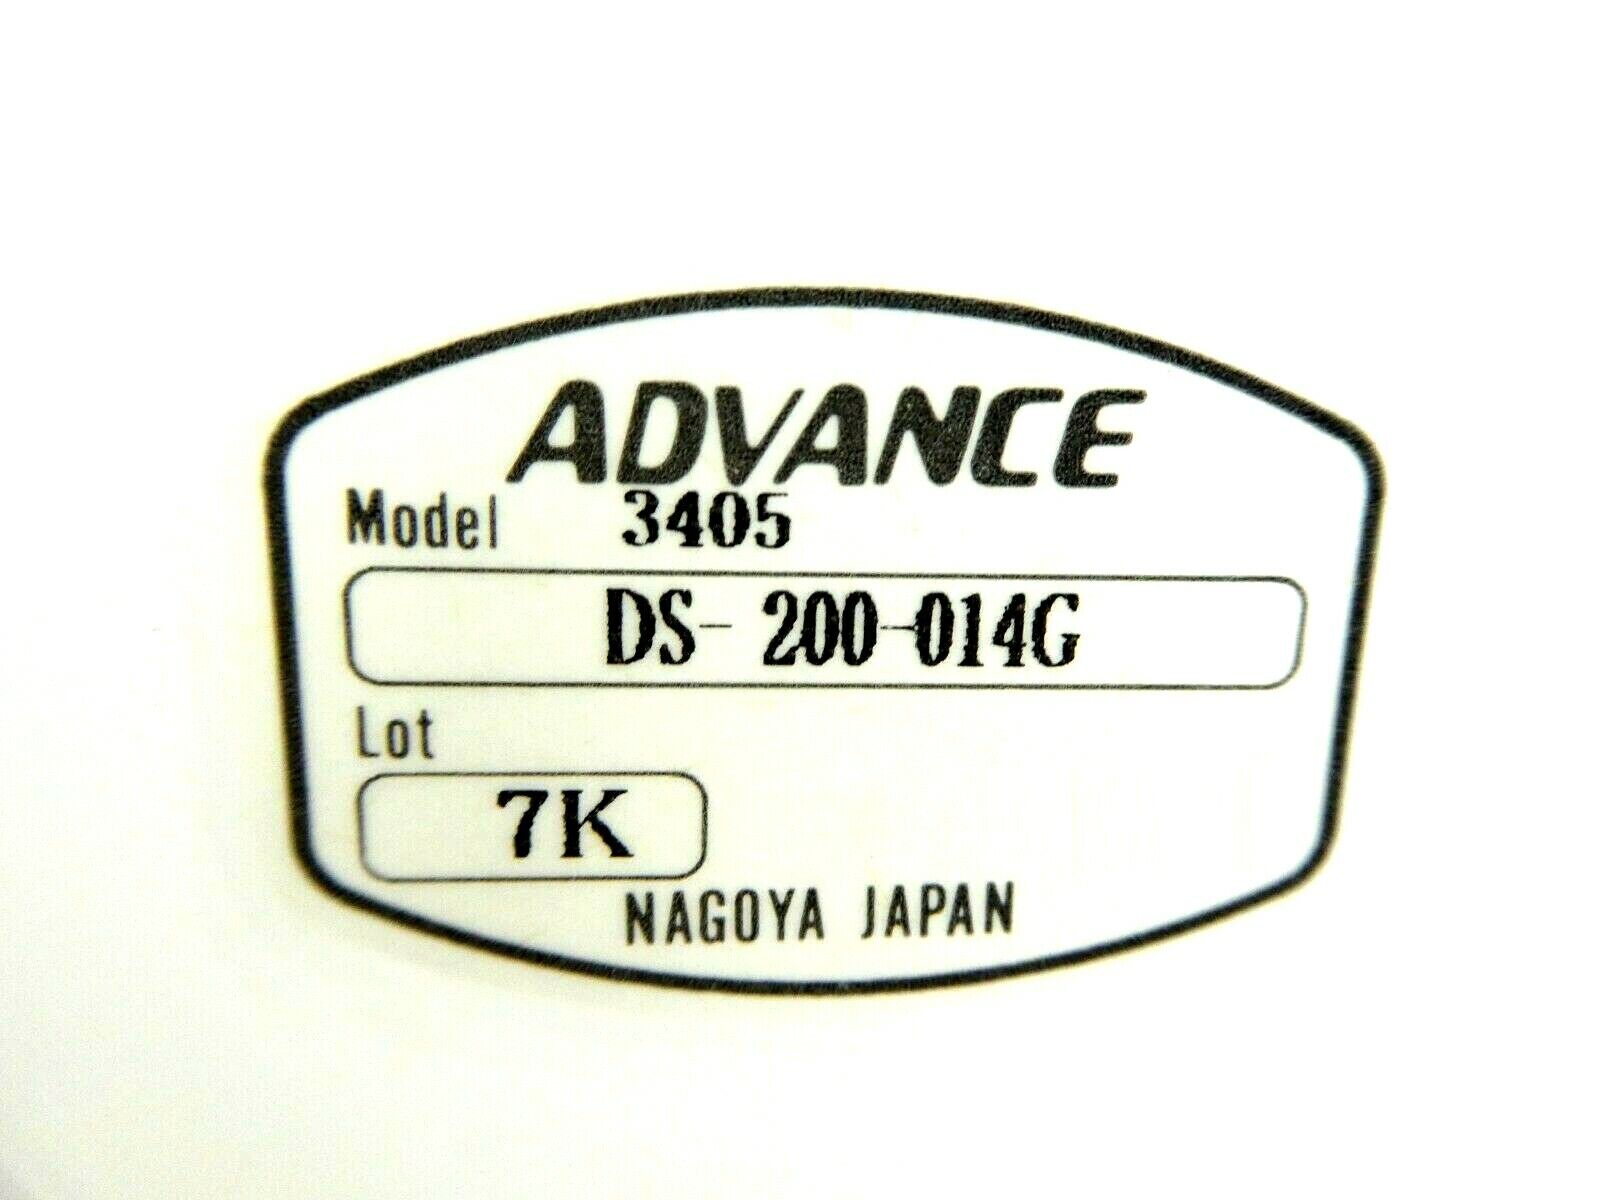 ADVANCE
Model 3405
DS- 200-014G
Lot
7K
NAGOYA JAPAN